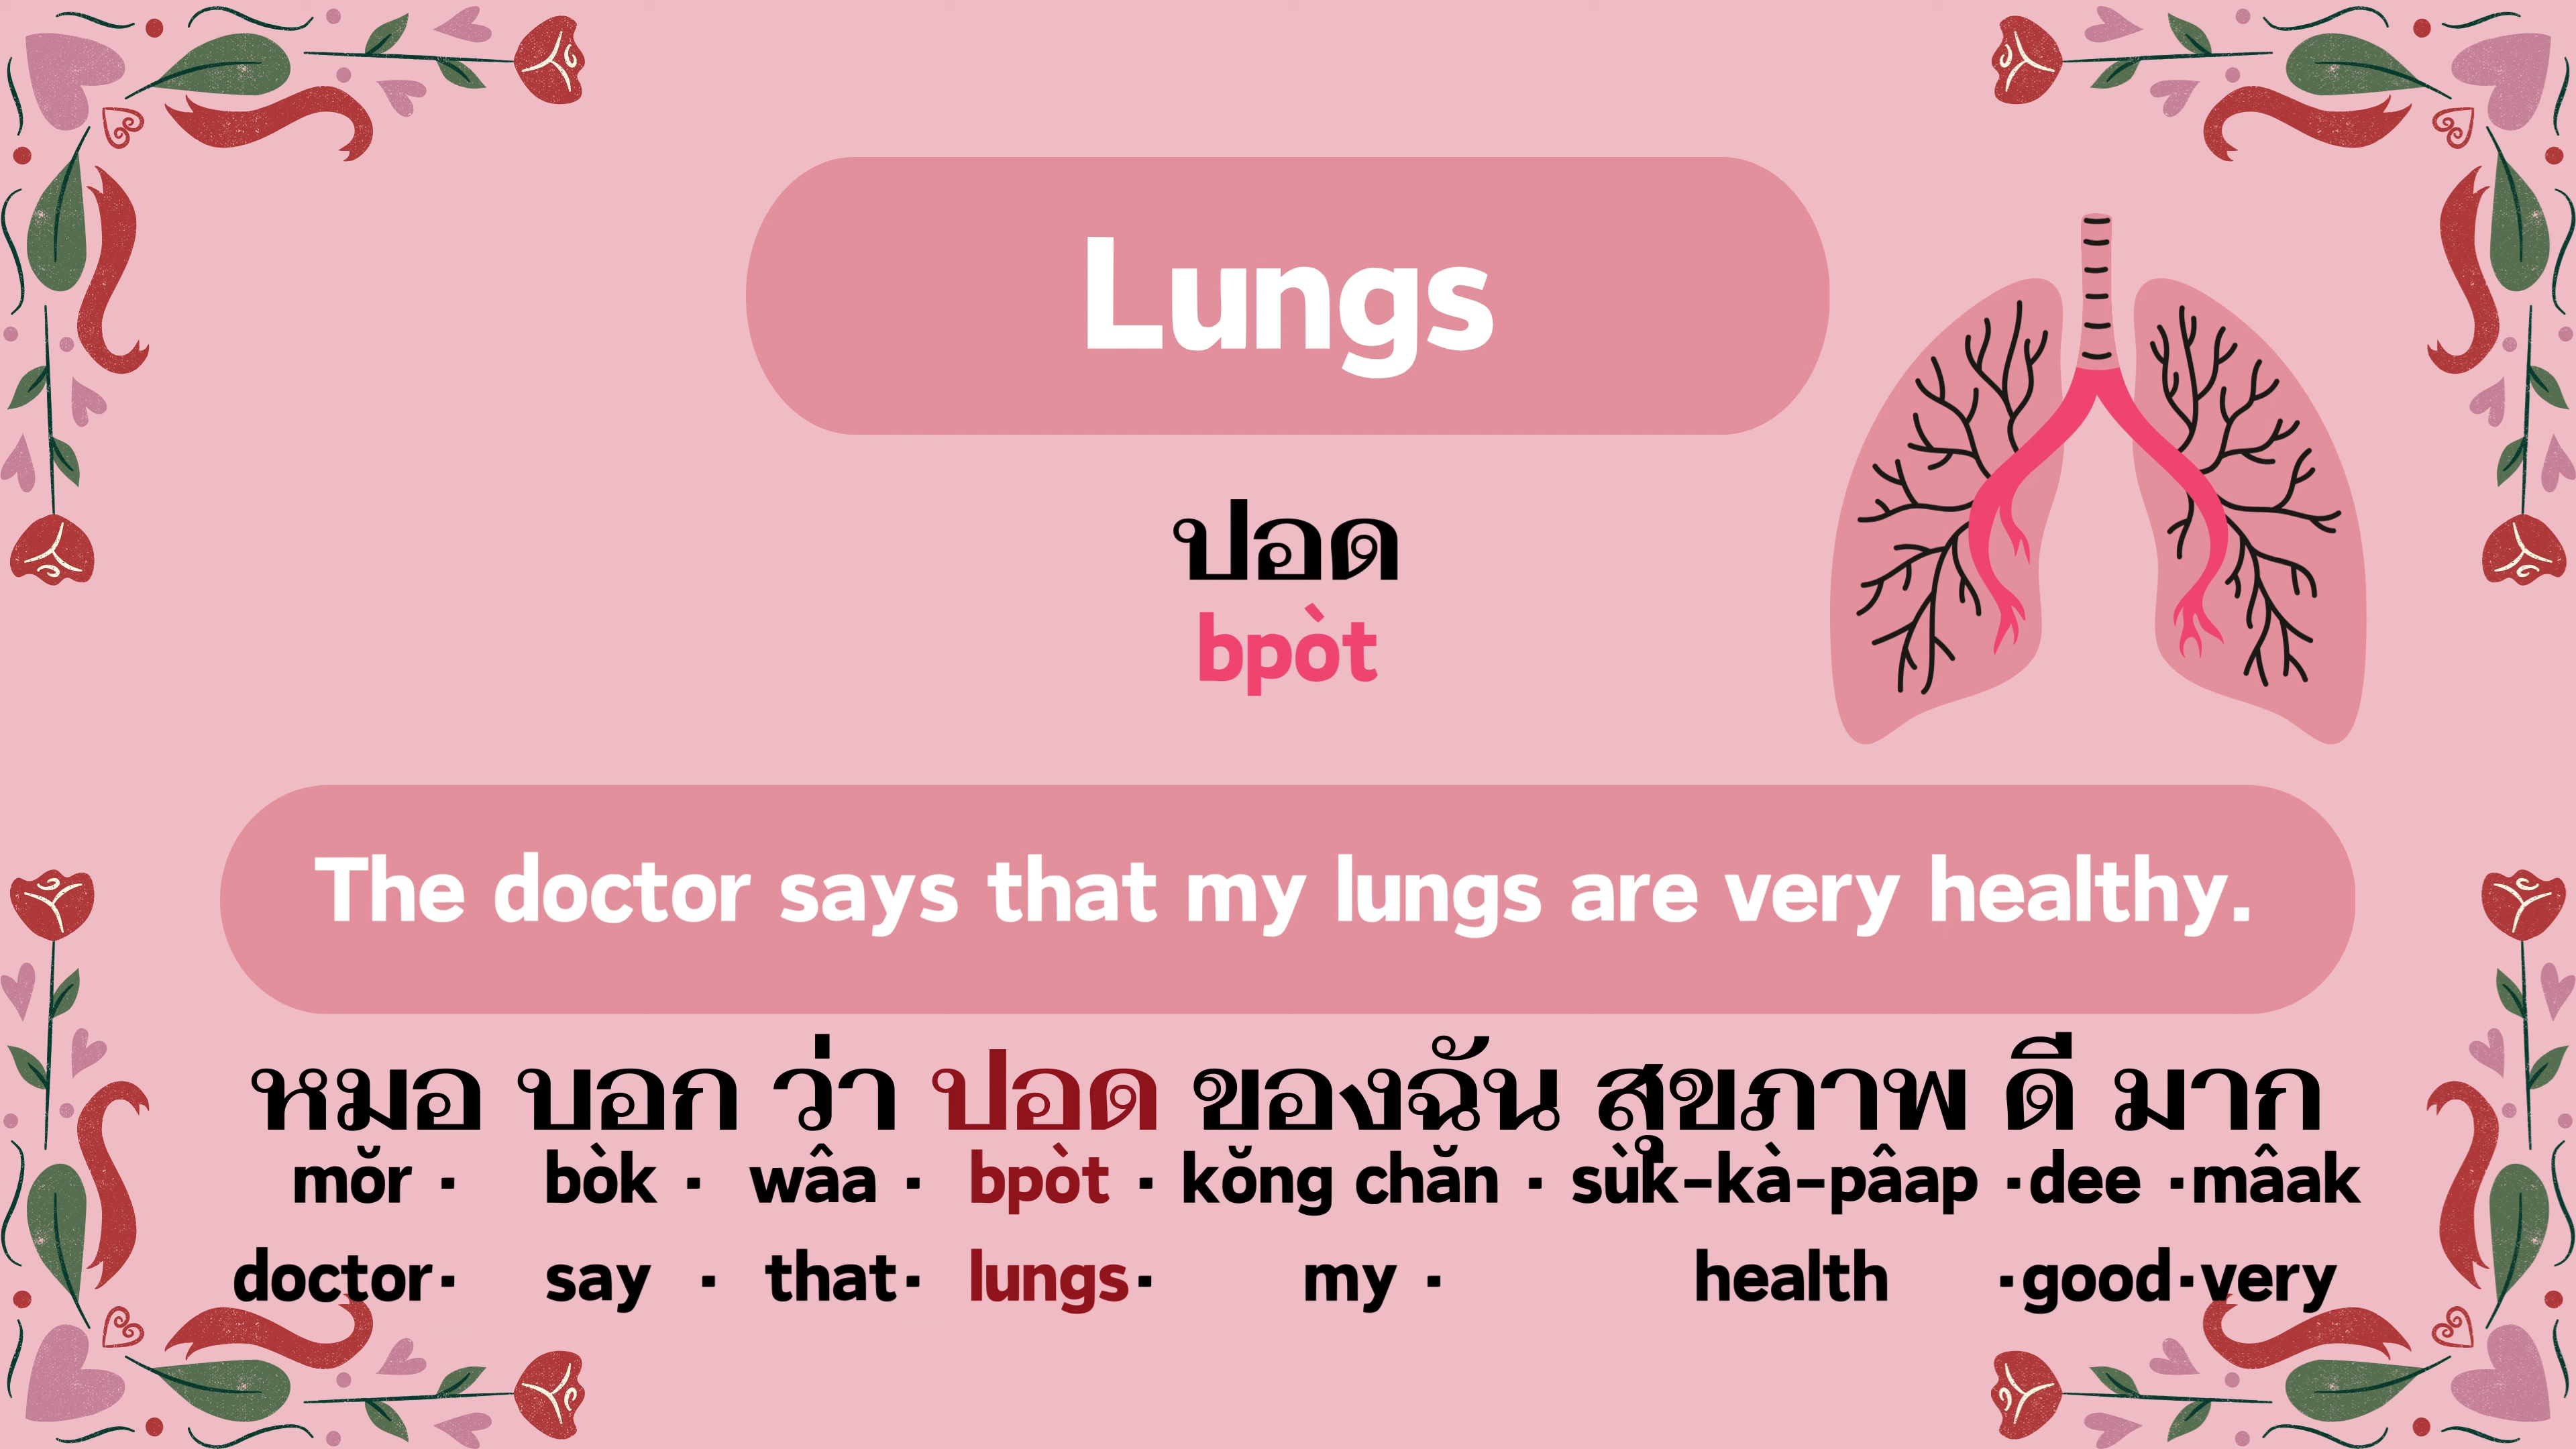 Lungs
ปอด
bpòt
The doctor says that my lungs are very healthy.
หมอ บอก ว่า ปอด ของฉัน สุขภาพ ดี มาก
mŏr · bòk · wâa · bpòt · kŏng chăn · sùk-kà-pâap ·dee ·mâak
doctor· say · that· lungs· my · health ·good·very